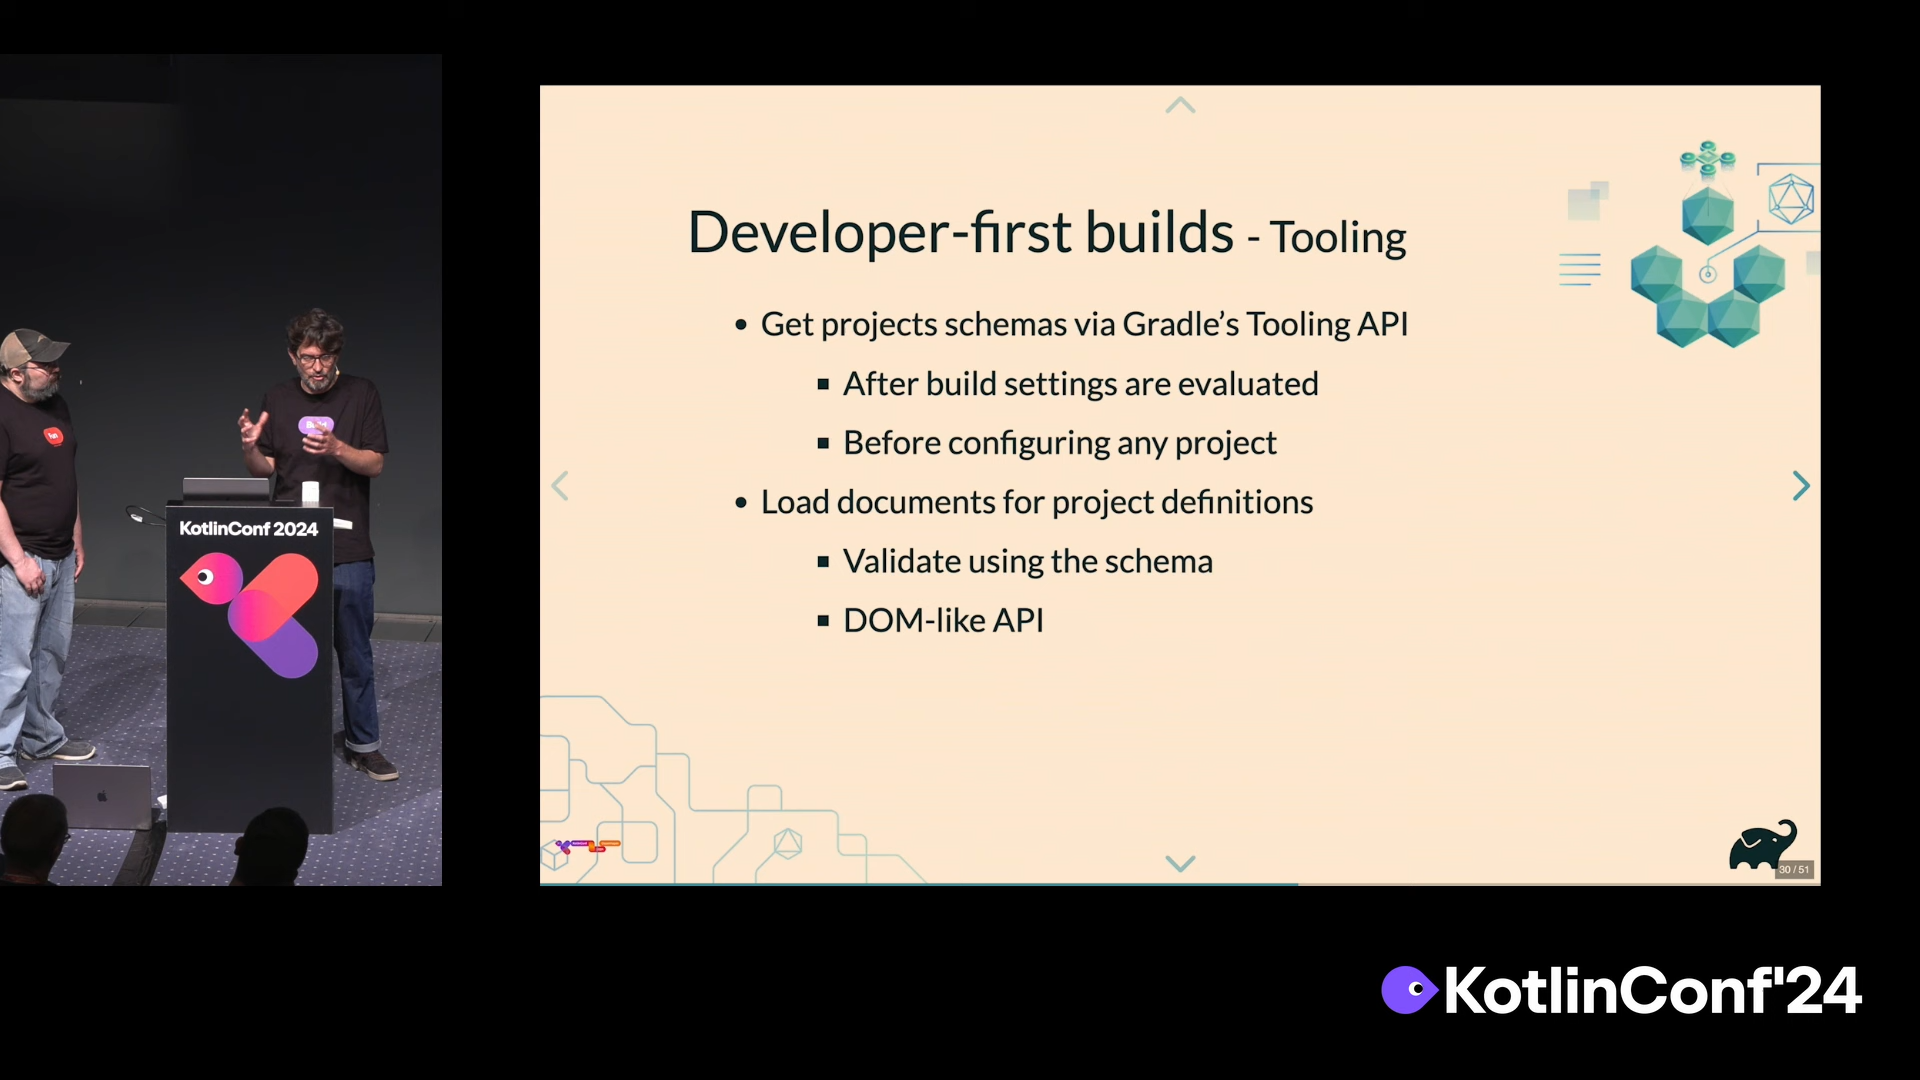 Developer-first builds - Tooling
• Get projects schemas via Gradle’s Tooling API
▪ After build settings are evaluated
▪ Before configuring any project
• Load documents for project definitions
▪ Validate using the schema
▪ DOM-like API
30 / 51
KotlinConf 2024
KotlinConf'24